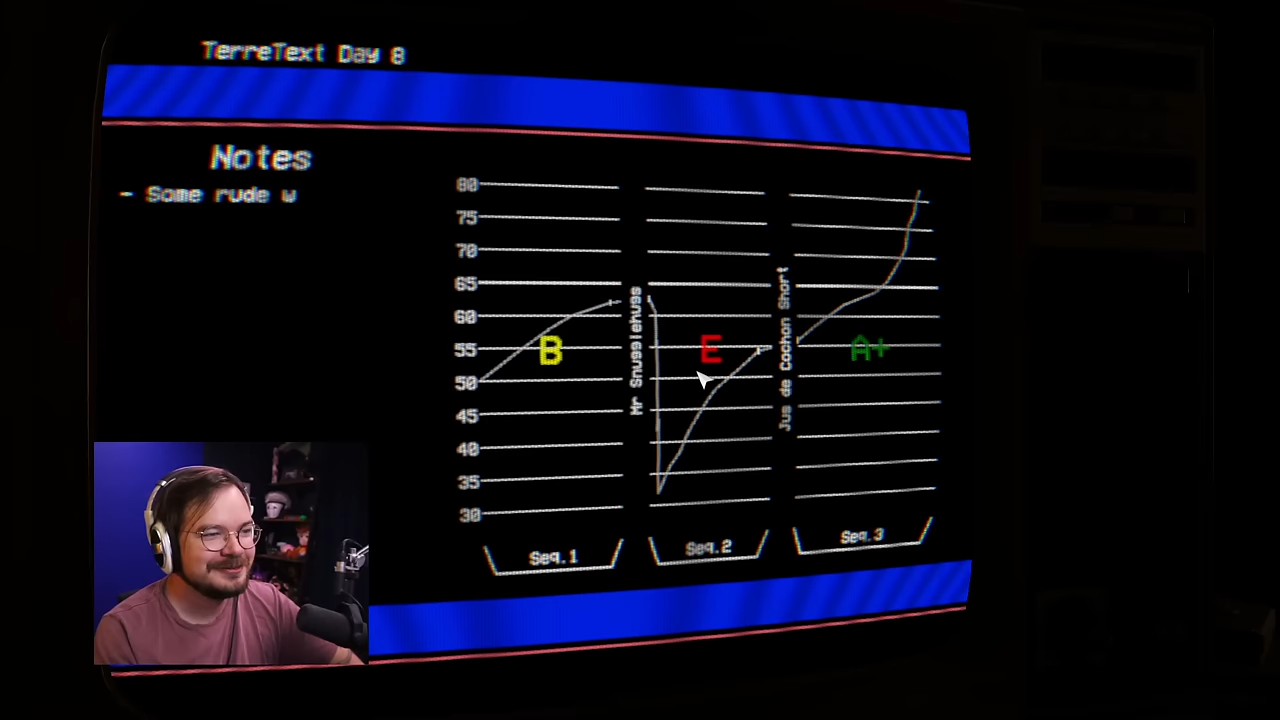 TerreText Day 8
Notes
- Some rude w
80
75
70
65
60
55
50
45
40
35
30
B
Mr Snugglehugs
E
Jus de Cochon Short
A+
Seq.1
Seq.2
Seq.3